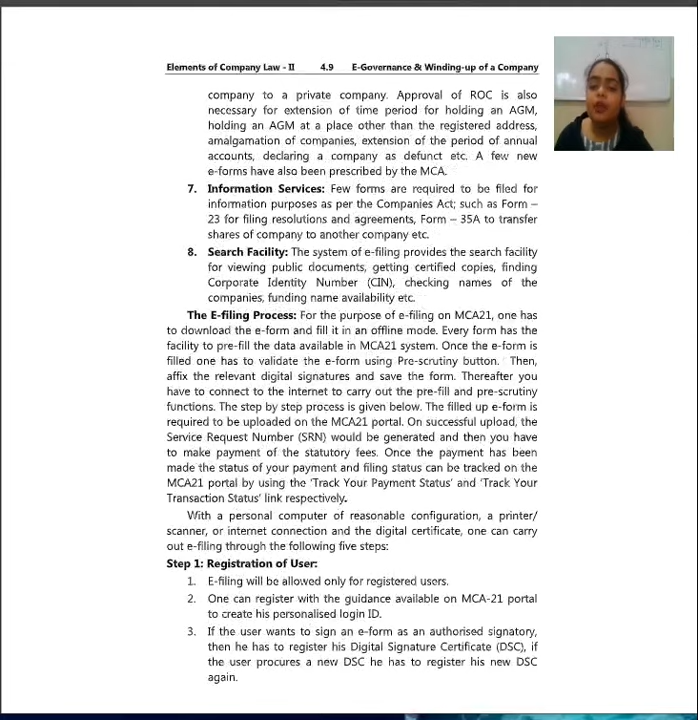 Elements of Company Law - II 4.9 E-Governance & Winding-up of a Company
company to a private company. Approval of ROC is also
necessary for extension of time period for holding an AGM,
holding an AGM at a place other than the registered address,
amalgamation of companies, extension of the period of annual
accounts, declaring a company as defunct etc. A few new
e-forms have also been prescribed by the MCA.
7. Information Services: Few forms are required to be filed for
information purposes as per the Companies Act; such as Form –
23 for filing resolutions and agreements, Form – 35A to transfer
shares of company to another company etc.
8. Search Facility: The system of e-filing provides the search facility
for viewing public documents, getting certified copies, finding
Corporate Identity Number (CIN), checking names of the
companies, funding name availability etc.
The E-filing Process: For the purpose of e-filing on MCA21, one has
to download the e-form and fill it in an offline mode. Every form has the
facility to pre-fill the data available in MCA21 system. Once the e-form is
filled one has to validate the e-form using Pre-scrutiny button. Then,
affix the relevant digital signatures and save the form. Thereafter you
have to connect to the internet to carry out the pre-fill and pre-scrutiny
functions. The step by step process is given below. The filled up e-form is
required to be uploaded on the MCA21 portal. On successful upload, the
Service Request Number (SRN) would be generated and then you have
to make payment of the statutory fees. Once the payment has been
made the status of your payment and filing status can be tracked on the
MCA21 portal by using the 'Track Your Payment Status' and 'Track Your
Transaction Status' link respectively.
With a personal computer of reasonable configuration, a printer/
scanner, or internet connection and the digital certificate, one can carry
out e-filing through the following five steps:
Step 1: Registration of User:
1. E-filing will be allowed only for registered users.
2. One can register with the guidance available on MCA-21 portal
to create his personalised login ID.
3. If the user wants to sign an e-form as an authorised signatory,
then he has to register his Digital Signature Certificate (DSC), if
the user procures a new DSC he has to register his new DSC
again.